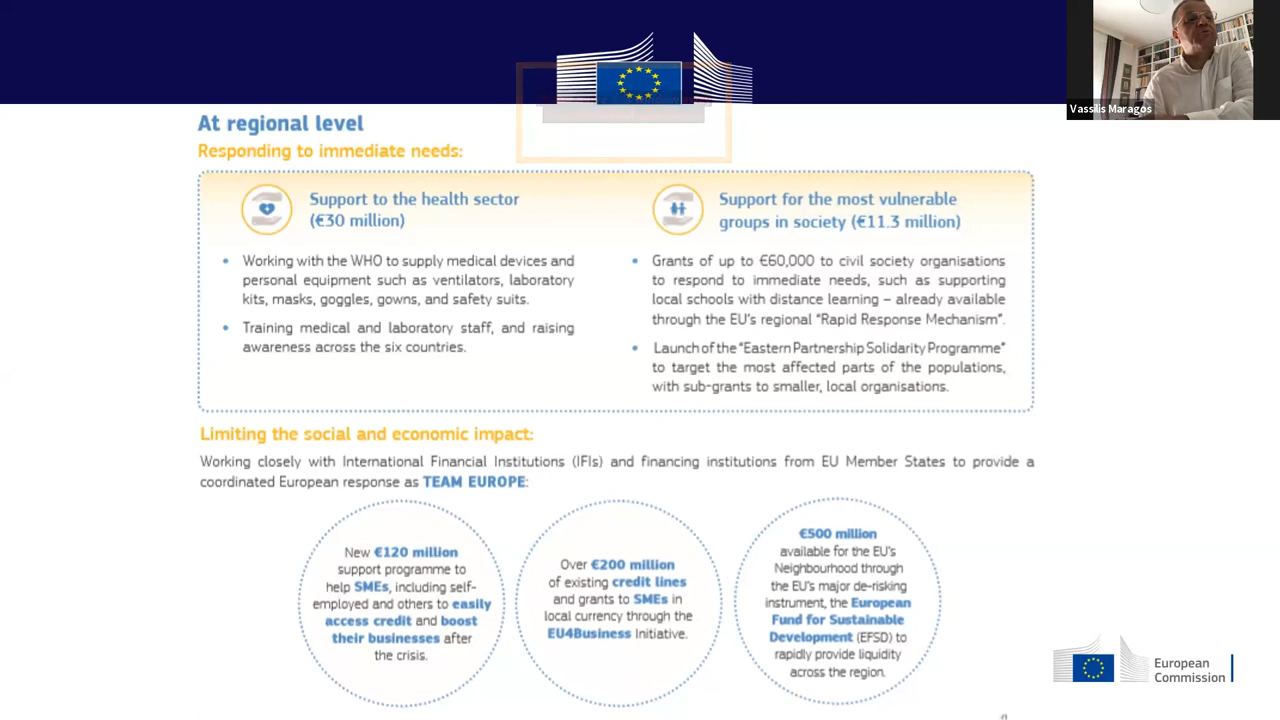 Vassilis Maragos
At regional level
Responding to immediate needs:
Support to the health sector
(€30 million)
• Working with the WHO to supply medical devices and
personal equipment such as ventilators, laboratory
kits, masks, goggles, gowns, and safety suits.
• Training medical and laboratory staff, and raising
awareness across the six countries.
Support for the most vulnerable
groups in society (€11.3 million)
• Grants of up to €60,000 to civil society organisations
to respond to immediate needs, such as supporting
local schools with distance learning – already available
through the EU's regional "Rapid Response Mechanism".
• Launch of the "Eastern Partnership Solidarity Programme"
to target the most affected parts of the populations,
with sub-grants to smaller, local organisations.
Limiting the social and economic impact:
Working closely with International Financial Institutions (IFIs) and financing institutions from EU Member States to provide a
coordinated European response as TEAM EUROPE:
New €120 million
support programme to
help SMEs, including self-
employed and others to easily
access credit and boost
their businesses after
the crisis.
Over €200 million
of existing credit lines
and grants to SMEs in
local currency through the
EU4Business Initiative.
€500 million
available for the EU's
Neighbourhood through
the EU's major de-risking
instrument, the European
Fund for Sustainable
Development (EFSD) to
rapidly provide liquidity
across the region.
European
Commission